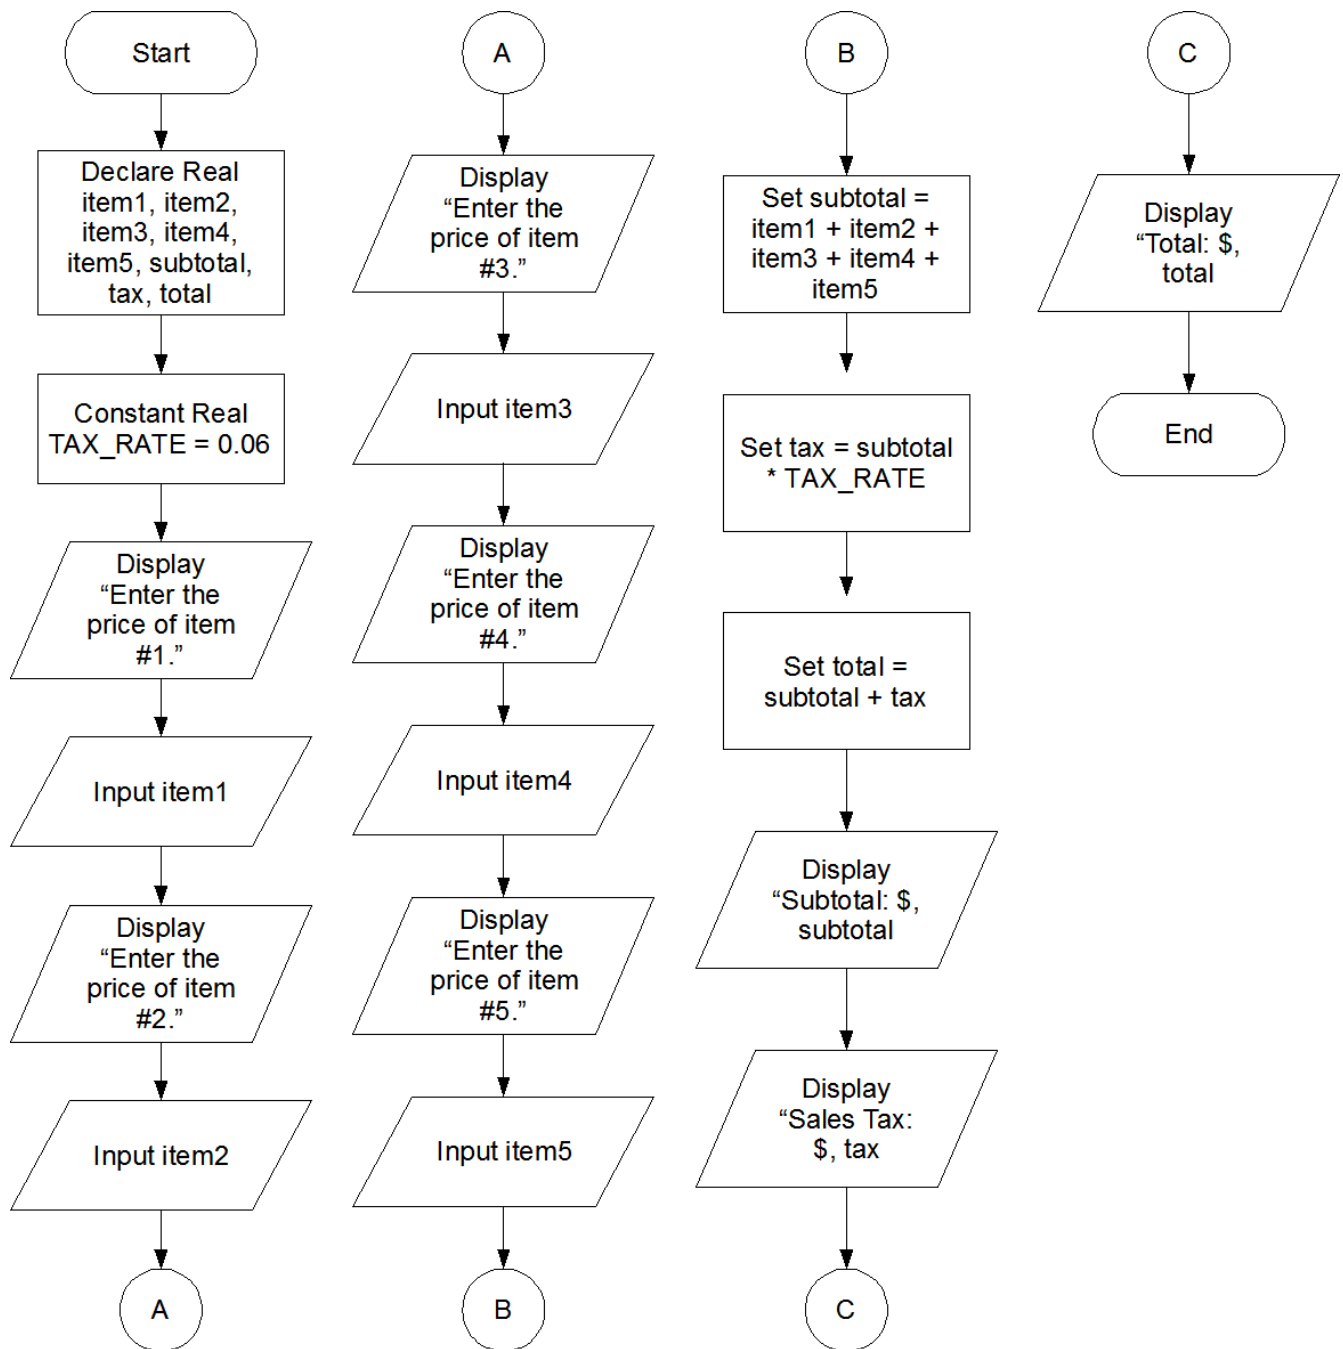 Start
Declare Real
item1, item2,
item3, item4,
item5, subtotal,
tax, total
Constant Real
TAX_RATE = 0.06
Display
“Enter the
price of item
#1.”
Input item1
Display
“Enter the
price of item
#2.”
Input item2
A
A
Display
“Enter the
price of item
#3.”
Input item3
Display
“Enter the
price of item
#4.”
Input item4
Display
“Enter the
price of item
#5.”
Input item5
B
B
Set subtotal =
item1 + item2 +
item3 + item4 +
item5
Set tax = subtotal
* TAX_RATE
Set total =
subtotal + tax
Display
“Subtotal: $,
subtotal
Display
“Sales Tax:
$, tax
C
C
Display
“Total: $,
total
End